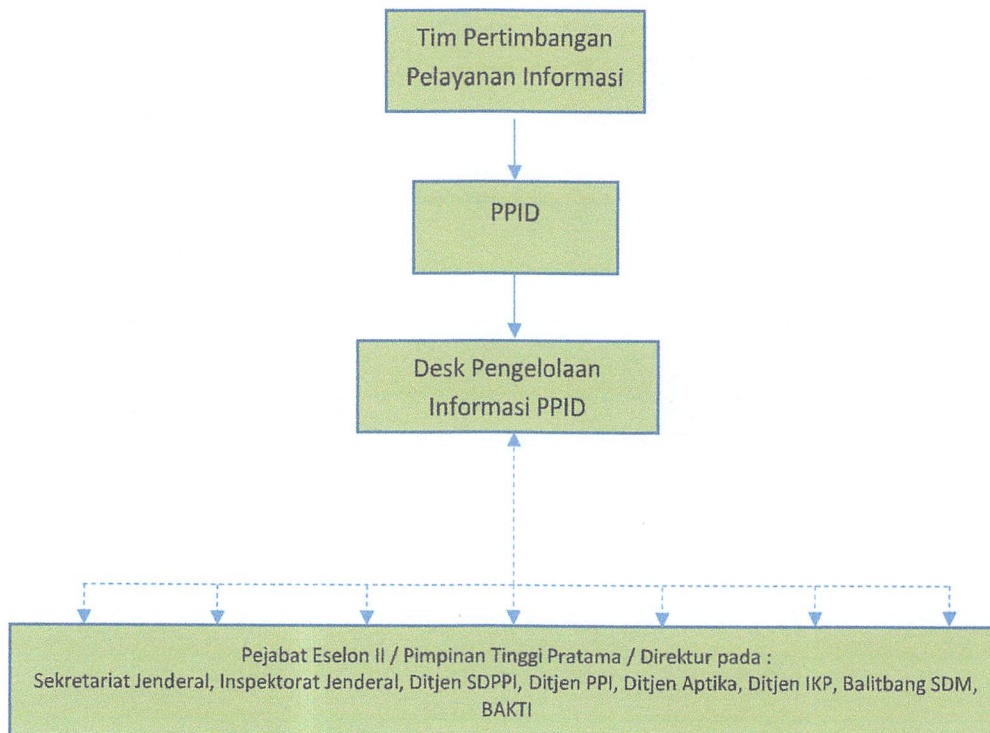 Tim Pertimbangan
Pelayanan Informasi
PPID
Desk Pengelolaan
Informasi PPID
Pejabat Eselon II / Pimpinan Tinggi Pratama / Direktur pada :
Sekretariat Jenderal, Inspektorat Jenderal, Ditjen SDPPI, Ditjen PPI, Ditjen Aptika, Ditjen IKP, Balitbang SDM,
BAKTI